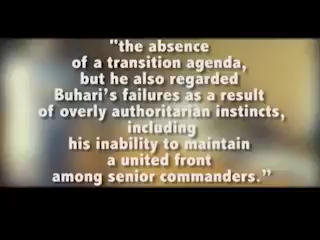 "the absence
of a transition agenda,
but he also regarded
Buhari's failures as a result
of overly authoritarian instincts,
including
his inability to maintain
a united front
among senior commanders.”